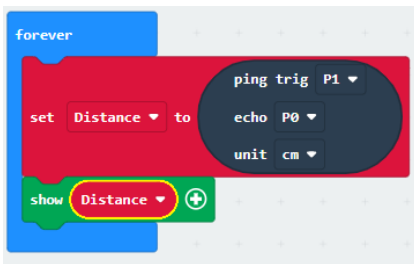 forever
ping trig P1
set Distance to echo P0
unit cm
show Distance